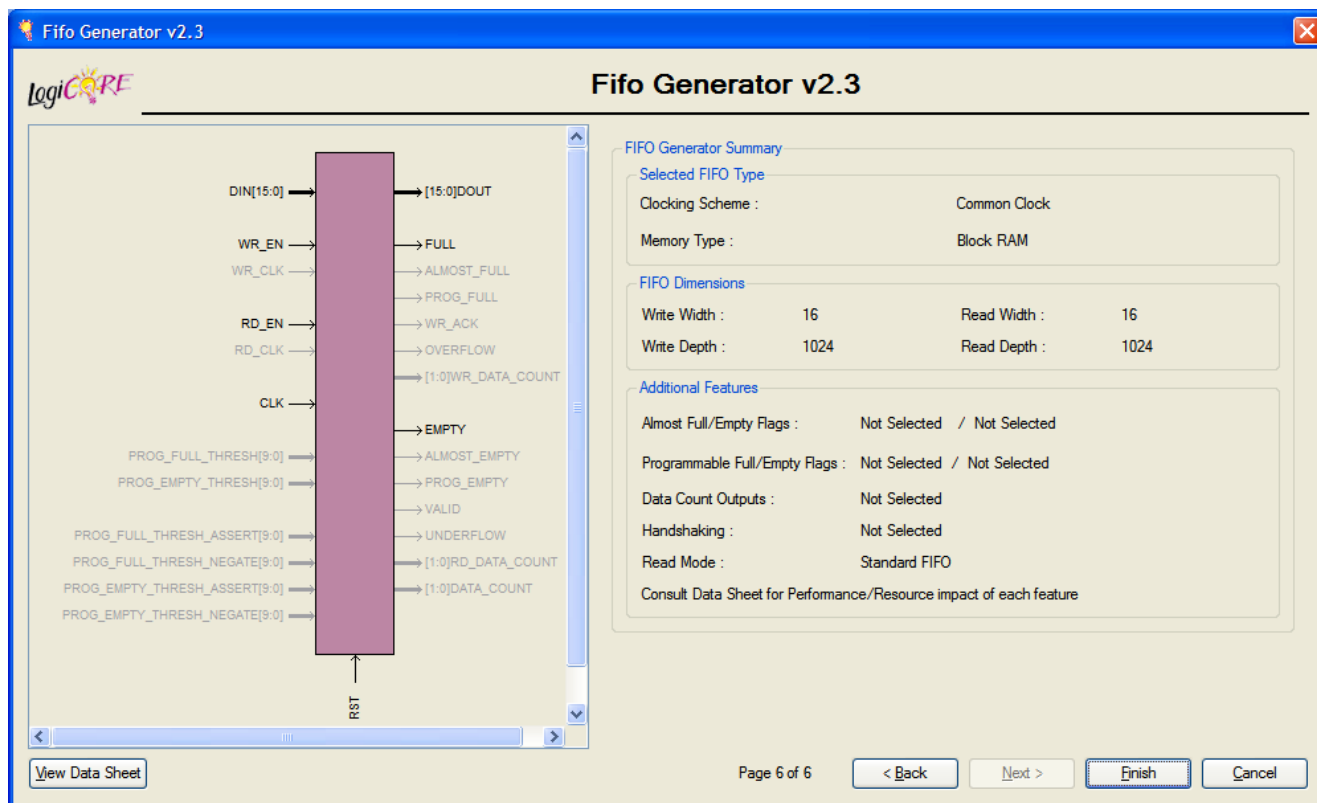 Fifo Generator v2.3
LogiCORE
Fifo Generator v2.3
DIN[15:0]
[15:0]DOUT
WR_EN
FULL
WR_CLK
ALMOST_FULL
PROG_FULL
RD_EN
WR_ACK
RD_CLK
OVERFLOW
[1:0]WR_DATA_COUNT
CLK
EMPTY
PROG_FULL_THRESH[9:0]
ALMOST_EMPTY
PROG_EMPTY_THRESH[9:0]
PROG_EMPTY
VALID
PROG_FULL_THRESH_ASSERT[9:0]
UNDERFLOW
PROG_FULL_THRESH_NEGATE[9:0]
[1:0]RD_DATA_COUNT
PROG_EMPTY_THRESH_ASSERT[9:0]
[1:0]DATA_COUNT
PROG_EMPTY_THRESH_NEGATE[9:0]
RST
FIFO Generator Summary
Selected FIFO Type
Clocking Scheme : Common Clock
Memory Type : Block RAM
FIFO Dimensions
Write Width : 16 Read Width : 16
Write Depth : 1024 Read Depth : 1024
Additional Features
Almost Full/Empty Flags : Not Selected / Not Selected
Programmable Full/Empty Flags : Not Selected / Not Selected
Data Count Outputs : Not Selected
Handshaking : Not Selected
Read Mode : Standard FIFO
Consult Data Sheet for Performance/Resource impact of each feature
View Data Sheet
Page 6 of 6
< Back
Next >
Finish
Cancel